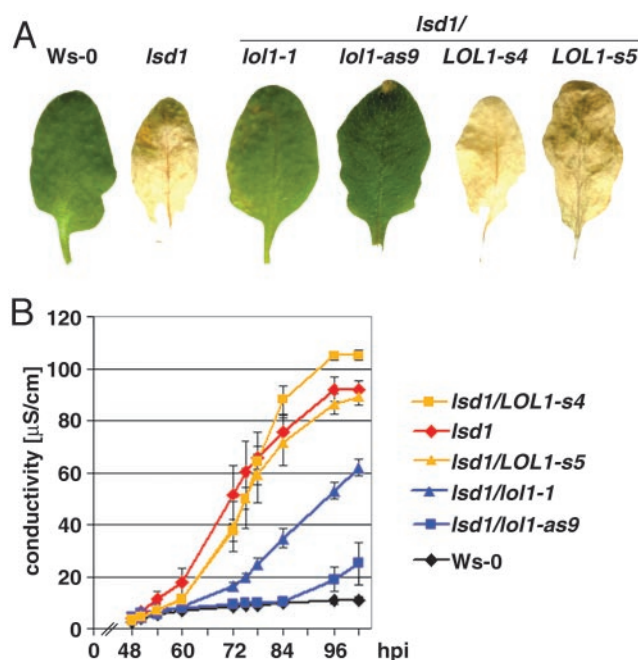 A
lsd1/
Ws-0 lsd1 lol1-1 lol1-as9 LOL1-s4 LOL1-s5
B
120
100
80
60
40
20
0
conductivity [µS/cm]
0 48 60 72 84 96 hpi
lsd1/LOL1-s4
lsd1
lsd1/LOL1-s5
lsd1/lol1-1
lsd1/lol1-as9
Ws-0